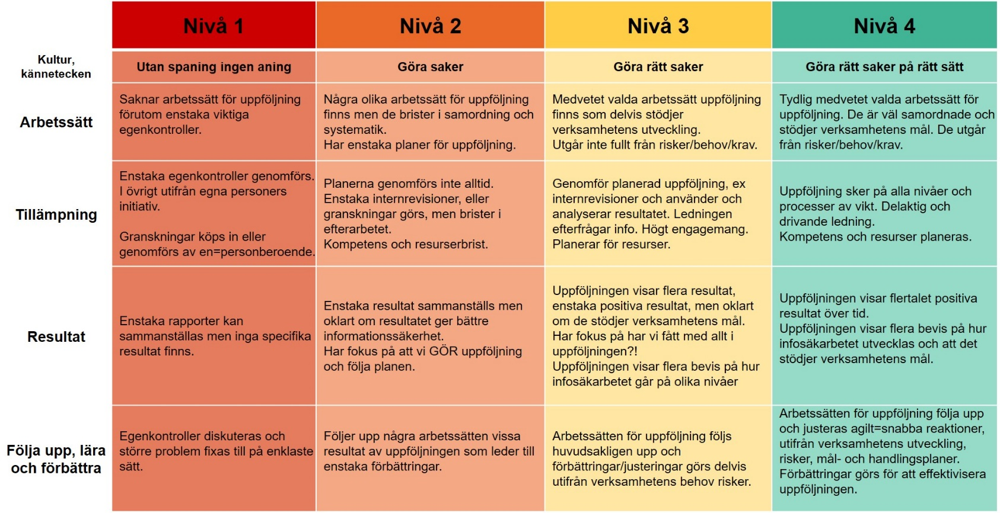 Nivå 1
Nivå 2
Nivå 3
Nivå 4
Kultur,
kännetecken
Utan spaning ingen aning
Göra saker
Göra rätt saker
Göra rätt saker på rätt sätt
Arbetssätt
Saknar arbetssätt för uppföljning
förutom enstaka viktiga
egenkontroller.
Några olika arbetssätt för uppföljning
finns men de brister i samordning och
systematik.
Har enstaka planer för uppföljning.
Medvetet valda arbetssätt uppföljning
finns som delvis stödjer
verksamhetens utveckling.
Utgår inte fullt från risker/behov/krav.
Tydlig medvetet valda arbetssätt för
uppföljning. De är väl samordnade och
stödjer verksamhetens mål. De utgår
från risker/behov/krav.
Tillämpning
Enstaka egenkontroller genomförs.
I övrigt utifrån egna personers
initiativ.
Granskningar köps in eller
genomförs av en=personberoende.
Planerna genomförs inte alltid.
Enstaka internrevisioner, eller
granskningar görs, men brister i
efterarbetet.
Kompetens och resurserbrist.
Genomför planerad uppföljning, ex
internrevisioner och använder och
analyserar resultatet. Ledningen
efterfrågar info. Högt engagemang.
Planerar för resurser.
Uppföljning sker på alla nivåer och
processer av vikt. Delaktig och
drivande ledning.
Kompetens och resurser planeras.
Resultat
Enstaka rapporter kan
sammanställas men inga specifika
resultat finns.
Enstaka resultat sammanställs men
oklart om resultatet ger bättre
informationssäkerhet.
Har fokus på att vi GÖR uppföljning
och följa planen.
Uppföljningen visar flera resultat,
enstaka positiva resultat, men oklart
om de stödjer verksamhetens mål.
Har fokus på har vi fått med allt i
uppföljningen?!
Uppföljningen visar flera bevis på hur
infosäkarbetet går på olika nivåer
Uppföljningen visar flertalet positiva
resultat över tid.
Uppföljningen visar flera bevis på hur
infosäkarbetet utvecklas och att det
stödjer verksamhetens mål.
Följa upp, lära
och förbättra
Egenkontroller diskuteras och
större problem fixas till på enklaste
sätt.
Följer upp några arbetssätten vissa
resultat av uppföljningen som leder till
enstaka förbättringar.
Arbetssätten för uppföljning följs
huvudsakligen upp och
förbättringar/justeringar görs delvis
utifrån verksamhetens behov risker.
Arbetssätten för uppföljning följa upp
och justeras agilt=snabba reaktioner,
utifrån verksamhetens utveckling,
risker, mål- och handlingsplaner.
Förbättringar görs för att effektivisera
uppföljningen.